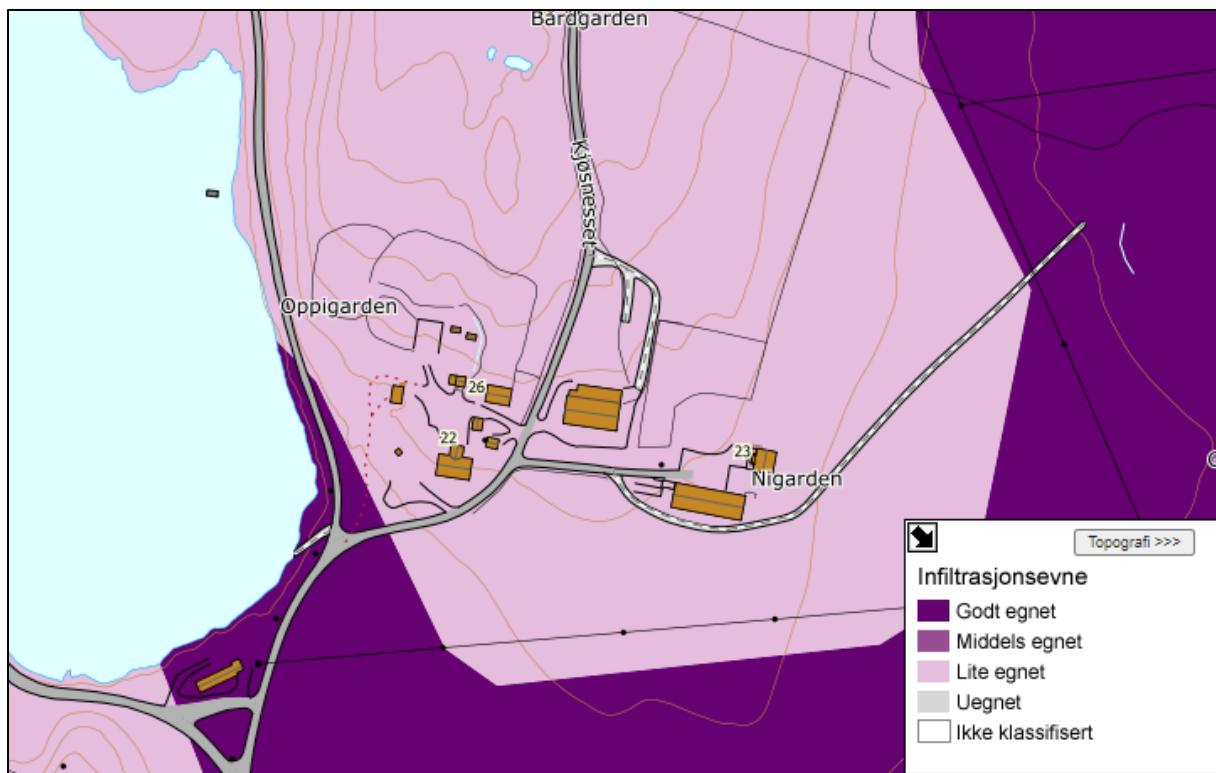 Bårdgarden
Kjøsnesset
Oppigarden
26
22
23
Nigarden
Topografi >>>
Infiltrasjonsevne
Godt egnet
Middels egnet
Lite egnet
Uegnet
Ikke klassifisert